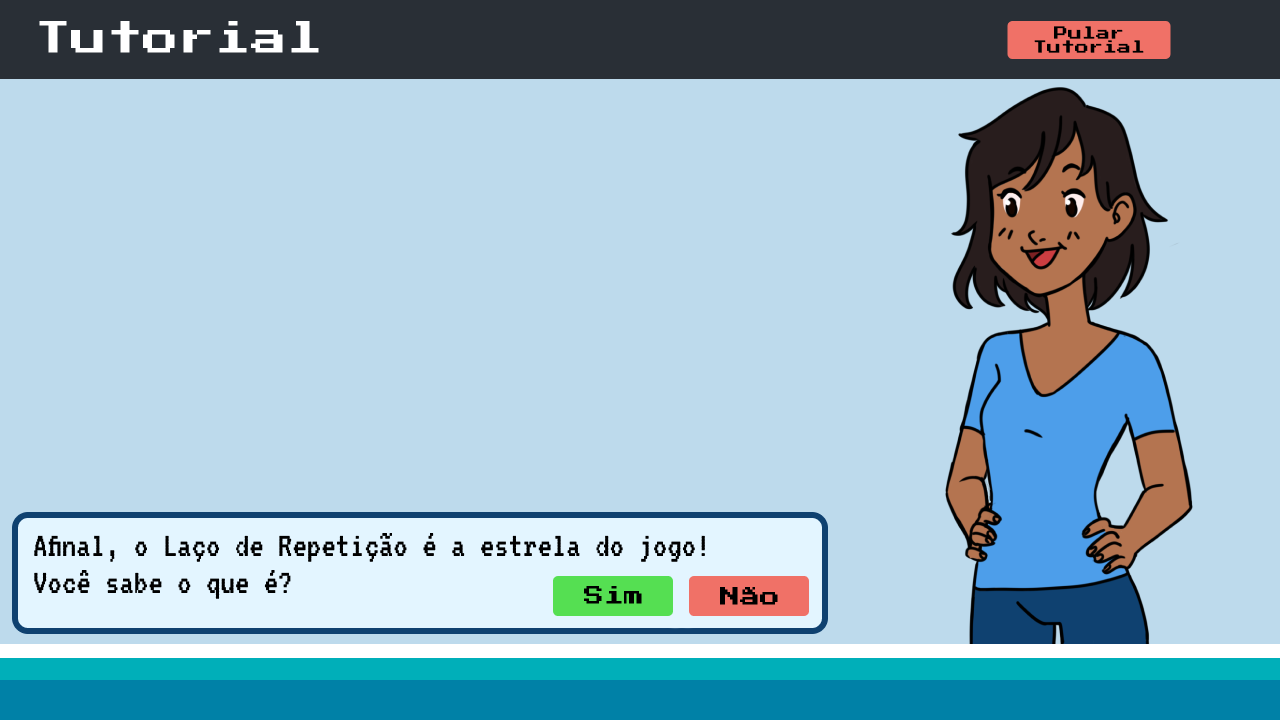 Tutorial
Pular
Tutorial
Afinal, o Laço de Repetição é a estrela do jogo!
Você sabe o que é?
Sim
Não